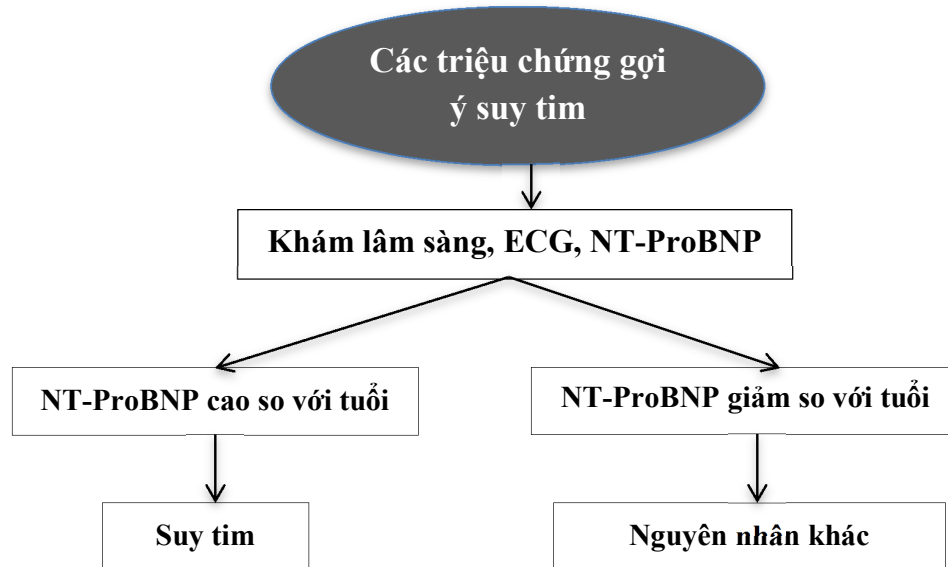 Các triệu chứng gợi
ý suy tim
Khám lâm sàng, ECG, NT-ProBNP
NT-ProBNP cao so với tuổi
NT-ProBNP giảm so với tuổi
Suy tim
Nguyên nhân khác